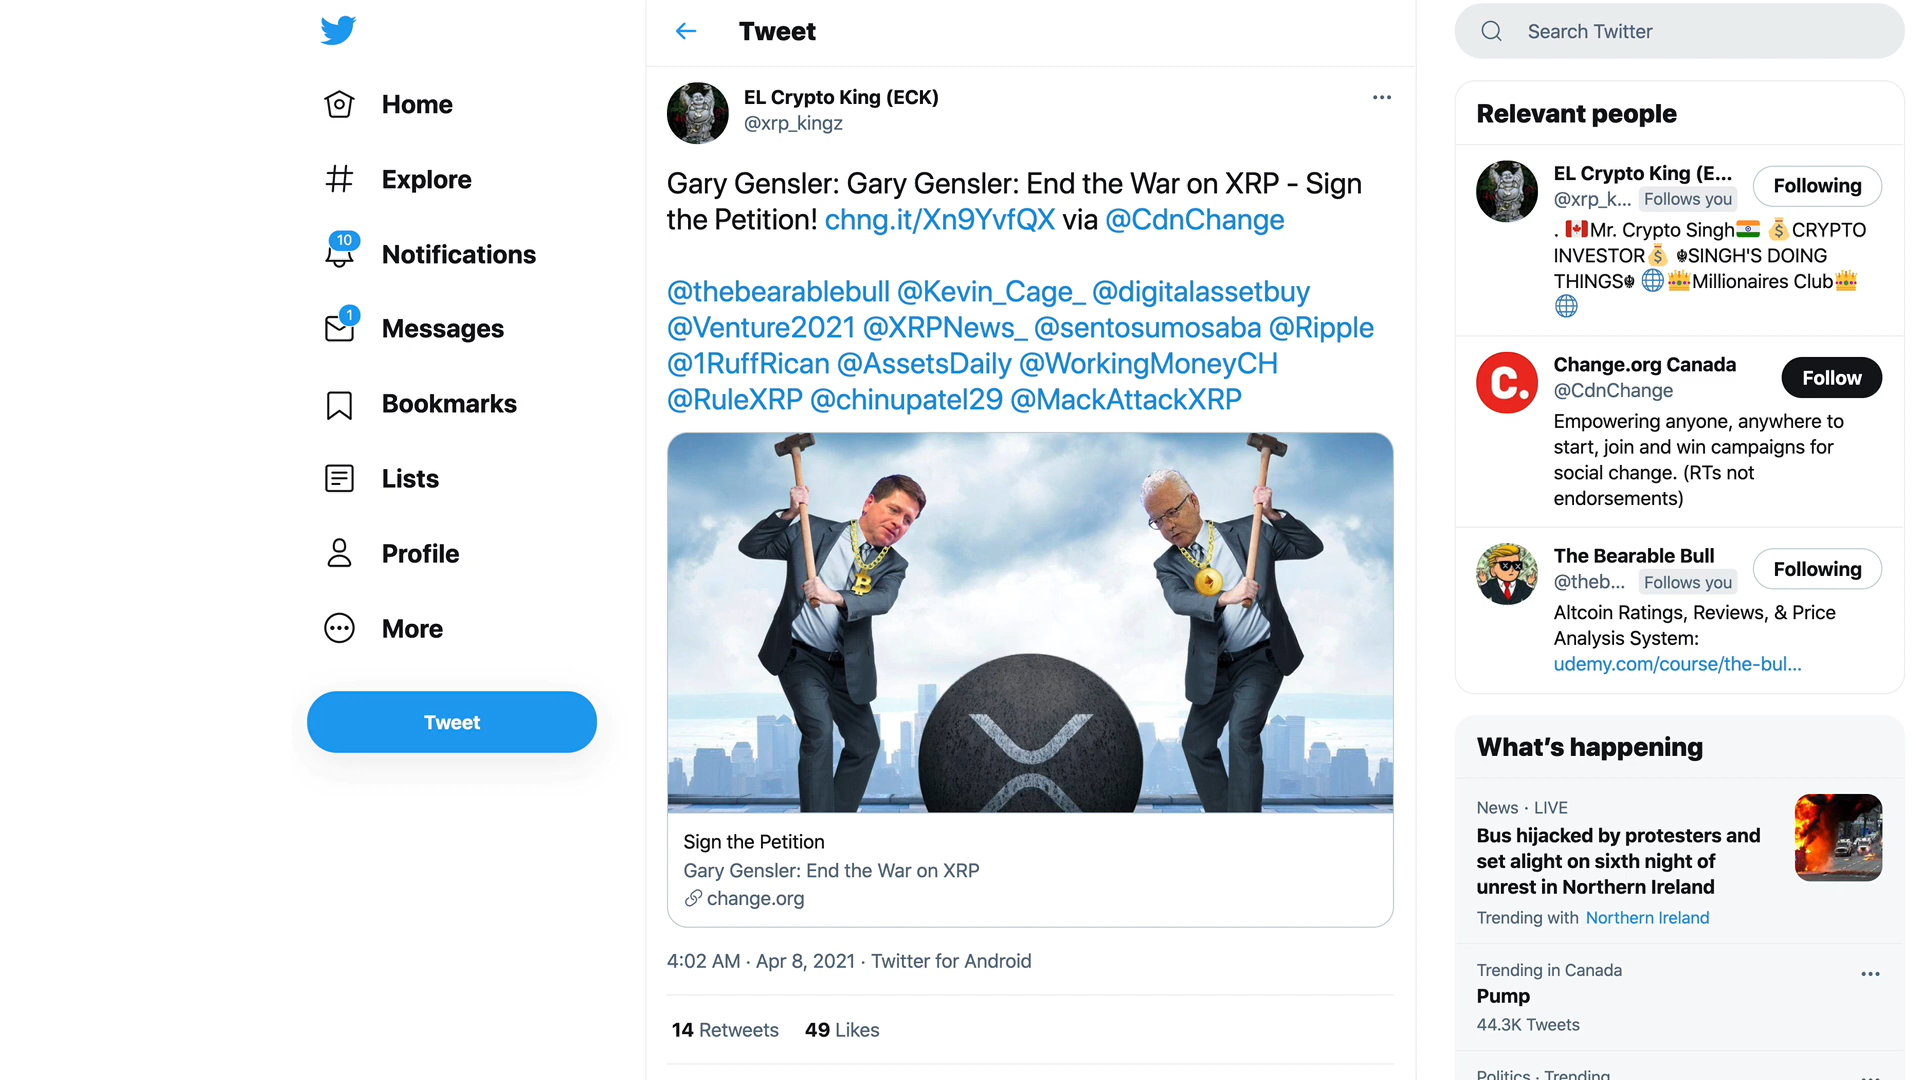 Home
Explore
10
Notifications
1
Messages
Bookmarks
Lists
Profile
More
Tweet
Tweet
EL Crypto King (ECK)
@xrp_kingz
Gary Gensler: Gary Gensler: End the War on XRP - Sign
the Petition! chng.it/Xn9YvfQX via @CdnChange
@thebearablebull @Kevin_Cage_ @digitalassetbuy
@Venture2021 @XRPNews_ @sentosumosaba @Ripple
@1RuffRican @AssetsDaily @WorkingMoneyCH
@RuleXRP @chinupatel29 @MackAttackXRP
Sign the Petition
Gary Gensler: End the War on XRP
change.org
4:02 AM · Apr 8, 2021 · Twitter for Android
14 Retweets 49 Likes
Search Twitter
Relevant people
EL Crypto King (E...
Following
@xrp_k... Follows you
. 🇨🇦Mr. Crypto Singh🇮🇳 💰CRYPTO
INVESTOR💰 ☬SINGH'S DOING
THINGS☬ 🌐👑Millionaires Club👑
🌐
Change.org Canada
@CdnChange
Follow
C.
Empowering anyone, anywhere to
start, join and win campaigns for
social change. (RTs not
endorsements)
The Bearable Bull
Following
@theb... Follows you
Altcoin Ratings, Reviews, & Price
Analysis System:
udemy.com/course/the-bul...
What's happening
News · LIVE
Bus hijacked by protesters and
set alight on sixth night of
unrest in Northern Ireland
Trending with Northern Ireland
Trending in Canada
Pump
44.3K Tweets
Politics · Trending